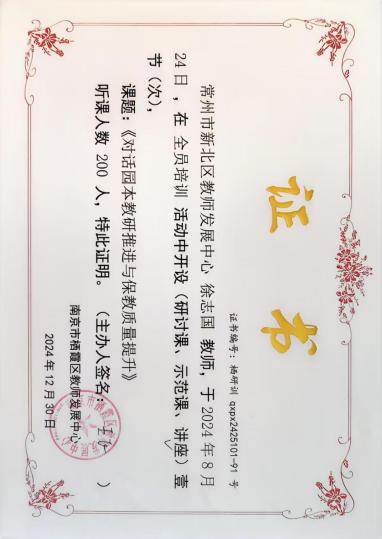 证书
证书编号：栖研训 qxpx2425101-91 号
常州市新北区教师发展中心 徐志国 教师，于 2024 年 8 月
24 日，在 全员培训 活动中开设（研讨课、示范课、讲座）壹
节（次），
课题：《对话园本教研推进与保教质量提升》
听课人数 200 人，特此证明。（主办人签名： ）
南京市栖霞区教师发展中心
2024 年 12 月 30 日